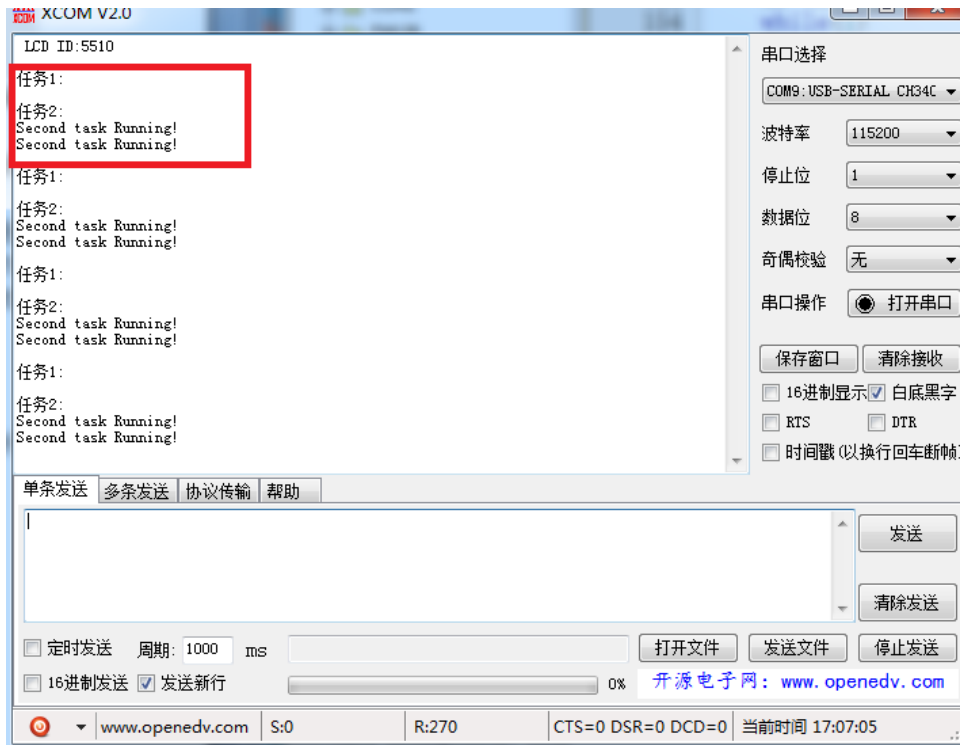 XCOM V2.0
LCD ID:5510
任务1:
任务2:
Second task Running!
Second task Running!
任务1:
任务2:
Second task Running!
Second task Running!
任务1:
任务2:
Second task Running!
Second task Running!
任务1:
任务2:
Second task Running!
Second task Running!
串口选择
COM9:USB-SERIAL CH34C
波特率 115200
停止位 1
数据位 8
奇偶校验 无
串口操作 打开串口
保存窗口 清除接收
16进制显示 白底黑字
RTS DTR
时间戳(以换行回车断帧)
单条发送 多条发送 协议传输 帮助
发送
清除发送
定时发送 周期: 1000 ms 打开文件 发送文件 停止发送
16进制发送 发送新行 0% 开源电子网: www.openedv.com
www.openedv.com S:0 R:270 CTS=0 DSR=0 DCD=0 当前时间 17:07:05